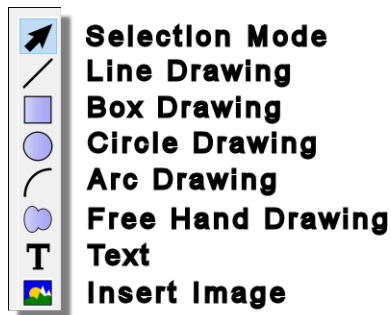 Selection Mode
Line Drawing
Box Drawing
Circle Drawing
Arc Drawing
Free Hand Drawing
T Text
Insert Image